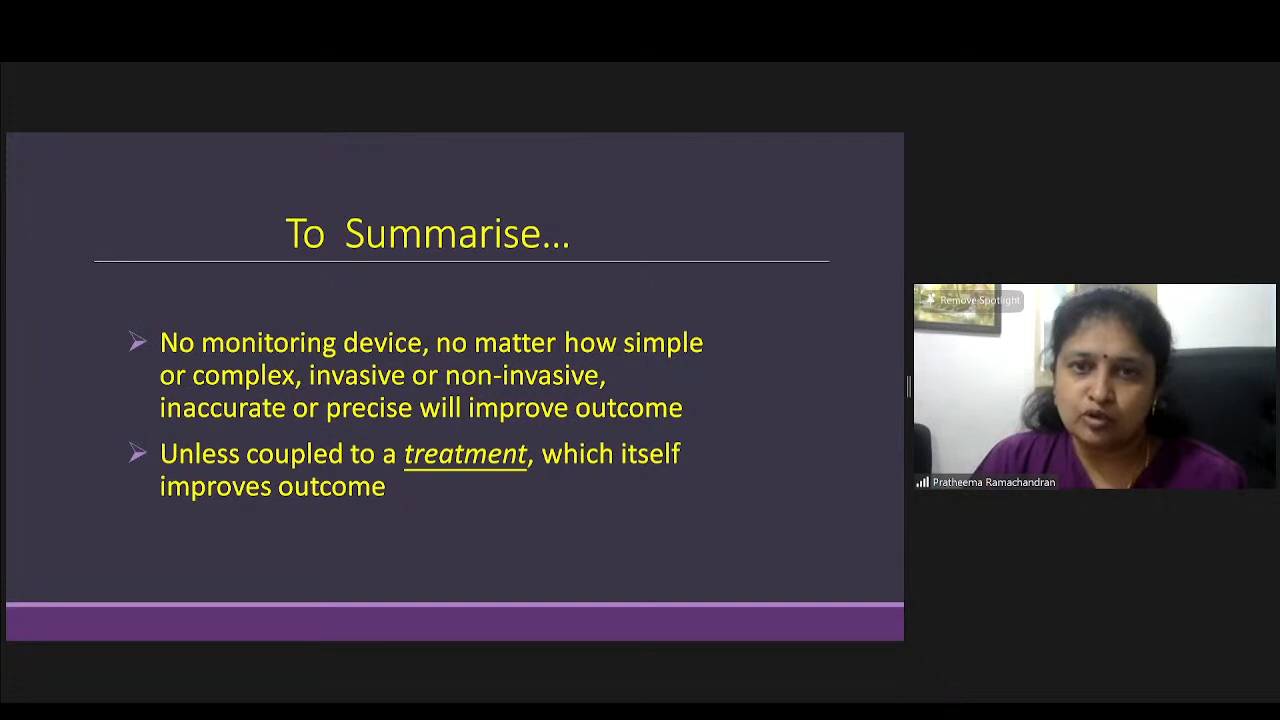 To Summarise...
No monitoring device, no matter how simple
or complex, invasive or non-invasive,
inaccurate or precise will improve outcome
Unless coupled to a treatment, which itself
improves outcome
Remove Spotlight
Pratheema Ramachandran